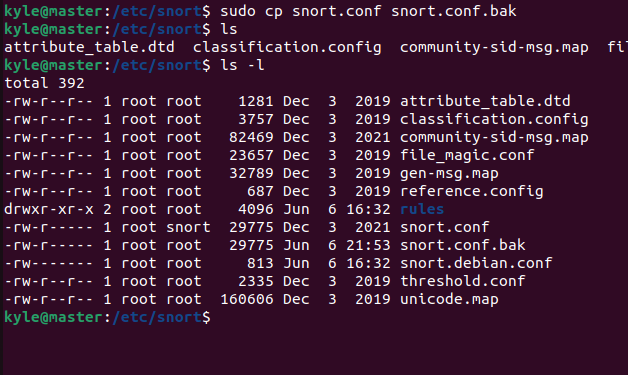 kyle@master:/etc/snort$ sudo cp snort.conf snort.conf.bak
kyle@master:/etc/snort$ ls
attribute_table.dtd  classification.config  community-sid-msg.map  fil
kyle@master:/etc/snort$ ls -l
total 392
-rw-r--r-- 1 root root    1281 Dec  3  2019 attribute_table.dtd
-rw-r--r-- 1 root root    3757 Dec  3  2019 classification.config
-rw-r--r-- 1 root root   82469 Dec  3  2021 community-sid-msg.map
-rw-r--r-- 1 root root   23657 Dec  3  2019 file_magic.conf
-rw-r--r-- 1 root root   32789 Dec  3  2019 gen-msg.map
-rw-r--r-- 1 root root     687 Dec  3  2019 reference.config
drwxr-xr-x 2 root root    4096 Jun  6 16:32 rules
-rw-r----- 1 root snort  29775 Dec  3  2021 snort.conf
-rw-r----- 1 root root   29775 Jun  6 21:53 snort.conf.bak
-rw------- 1 root root     813 Jun  6 16:32 snort.debian.conf
-rw-r--r-- 1 root root    2335 Dec  3  2019 threshold.conf
-rw-r--r-- 1 root root  160606 Dec  3  2019 unicode.map
kyle@master:/etc/snort$